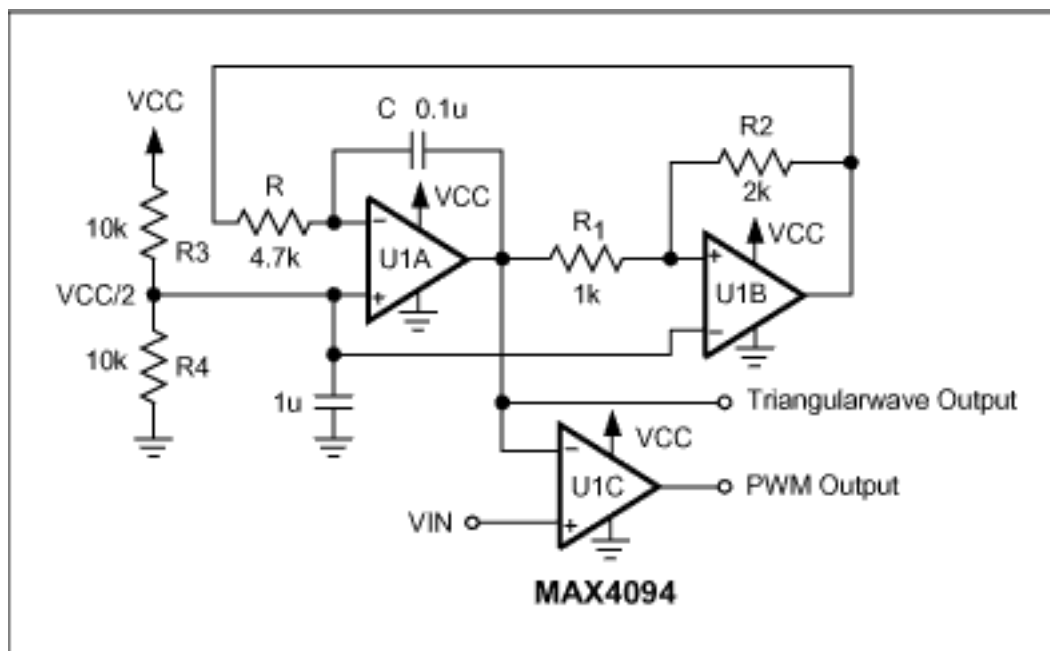 VCC
C 0.1u
R2
2k
R
4.7k
VCC
10k
R3
R1
1k
VCC
U1A
U1B
VCC/2
10k
R4
1u
Triangularwave Output
VCC
U1C
PWM Output
VIN
MAX4094